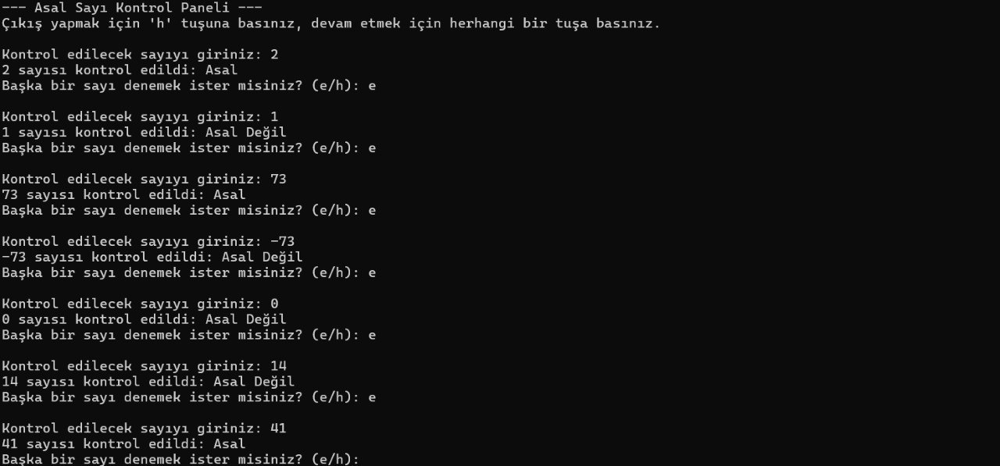 --- Asal Sayı Kontrol Paneli ---
Çıkış yapmak için 'h' tuşuna basınız, devam etmek için herhangi bir tuşa basınız.
Kontrol edilecek sayıyı giriniz: 2
2 sayısı kontrol edildi: Asal
Başka bir sayı denemek ister misiniz? (e/h): e
Kontrol edilecek sayıyı giriniz: 1
1 sayısı kontrol edildi: Asal Değil
Başka bir sayı denemek ister misiniz? (e/h): e
Kontrol edilecek sayıyı giriniz: 73
73 sayısı kontrol edildi: Asal
Başka bir sayı denemek ister misiniz? (e/h): e
Kontrol edilecek sayıyı giriniz: -73
-73 sayısı kontrol edildi: Asal Değil
Başka bir sayı denemek ister misiniz? (e/h): e
Kontrol edilecek sayıyı giriniz: 0
0 sayısı kontrol edildi: Asal Değil
Başka bir sayı denemek ister misiniz? (e/h): e
Kontrol edilecek sayıyı giriniz: 14
14 sayısı kontrol edildi: Asal Değil
Başka bir sayı denemek ister misiniz? (e/h): e
Kontrol edilecek sayıyı giriniz: 41
41 sayısı kontrol edildi: Asal
Başka bir sayı denemek ister misiniz? (e/h):